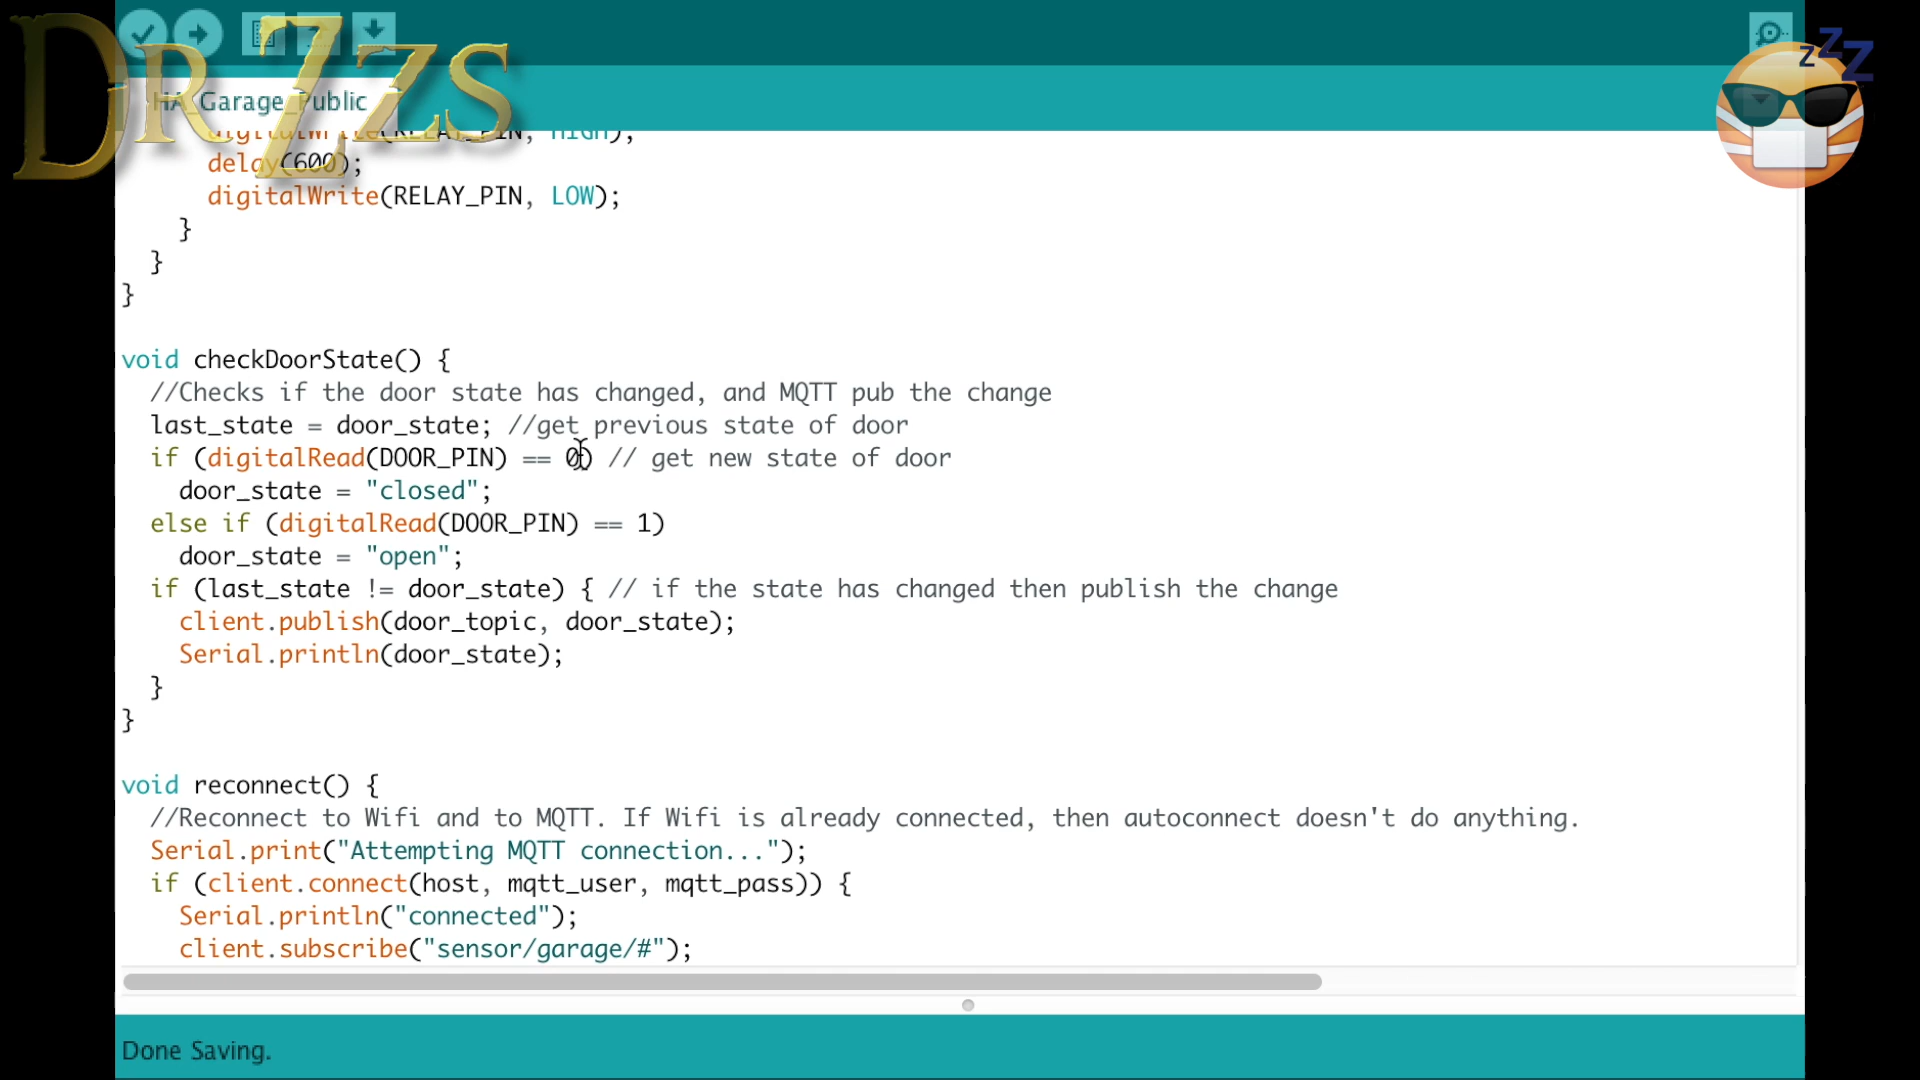 DrZzs
zzZ
HA_Garage_Public
digitalWrite(RELAY_PIN, HIGH);
delay(600);
digitalWrite(RELAY_PIN, LOW);
}
}
}
void checkDoorState() {
//Checks if the door state has changed, and MQTT pub the change
last_state = door_state; //get previous state of door
if (digitalRead(DOOR_PIN) == 0) // get new state of door
door_state = "closed";
else if (digitalRead(DOOR_PIN) == 1)
door_state = "open";
if (last_state != door_state) { // if the state has changed then publish the change
client.publish(door_topic, door_state);
Serial.println(door_state);
}
}
void reconnect() {
//Reconnect to Wifi and to MQTT. If Wifi is already connected, then autoconnect doesn't do anything.
Serial.print("Attempting MQTT connection...");
if (client.connect(host, mqtt_user, mqtt_pass)) {
Serial.println("connected");
client.subscribe("sensor/garage/#");
Done Saving.